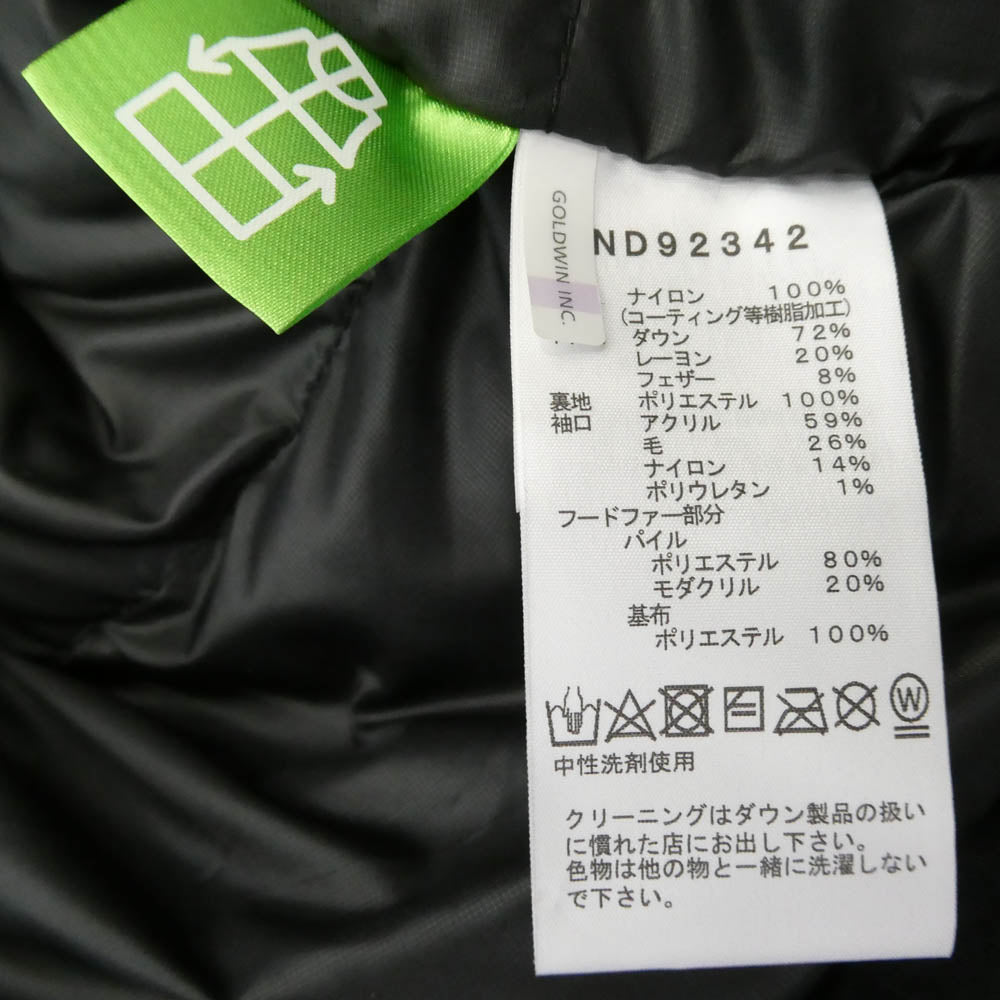 GOLDWIN INC.
ND92342
ナイロン 100%
(コーティング等樹脂加工)
ダウン 72%
レーヨン 20%
フェザー 8%
裏地 ポリエステル 100%
袖口 アクリル 59%
毛 26%
ナイロン 14%
ポリウレタン 1%
フードファー部分
パイル
ポリエステル 80%
モダクリル 20%
基布
ポリエステル 100%
W
中性洗剤使用
クリーニングはダウン製品の扱い
に慣れた店にお出し下さい。
色物は他の物と一緒に洗濯しない
で下さい。